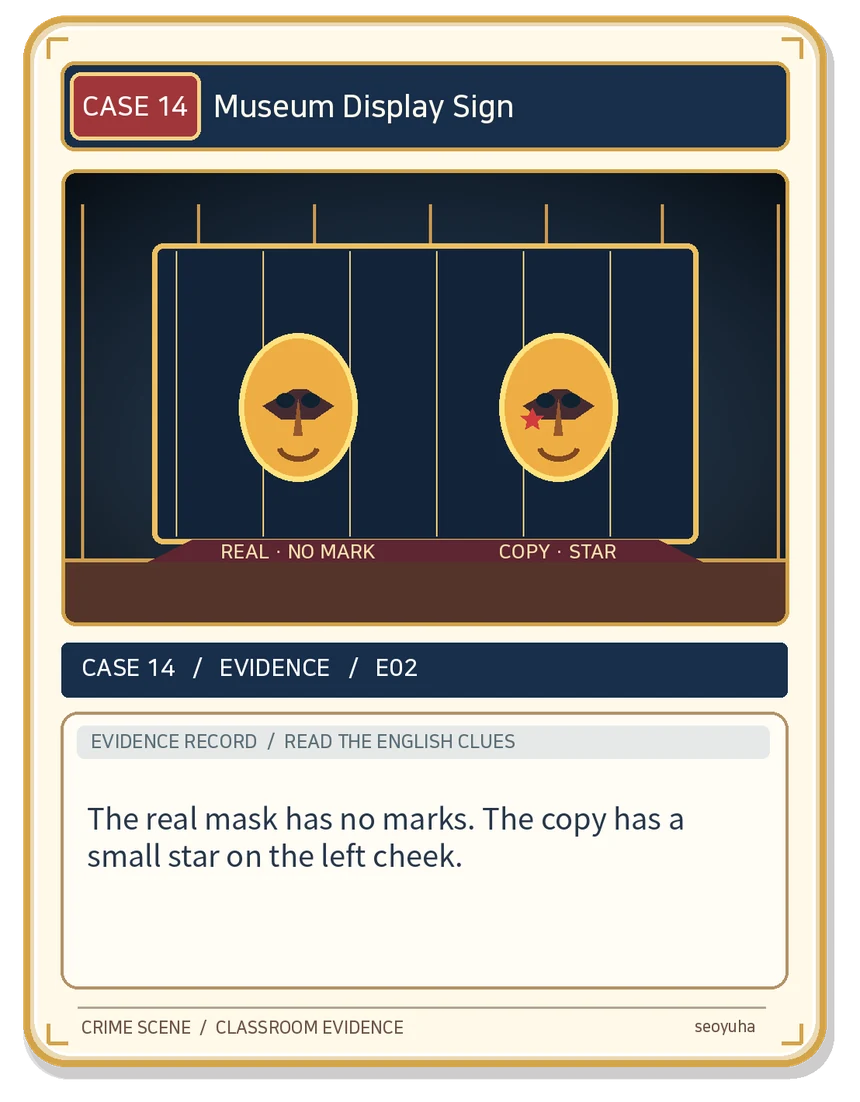 CASE 14 Museum Display Sign
REAL · NO MARK COPY · STAR
CASE 14 / EVIDENCE / E02
EVIDENCE RECORD / READ THE ENGLISH CLUES
The real mask has no marks. The copy has a
small star on the left cheek.
CRIME SCENE / CLASSROOM EVIDENCE seoyuha